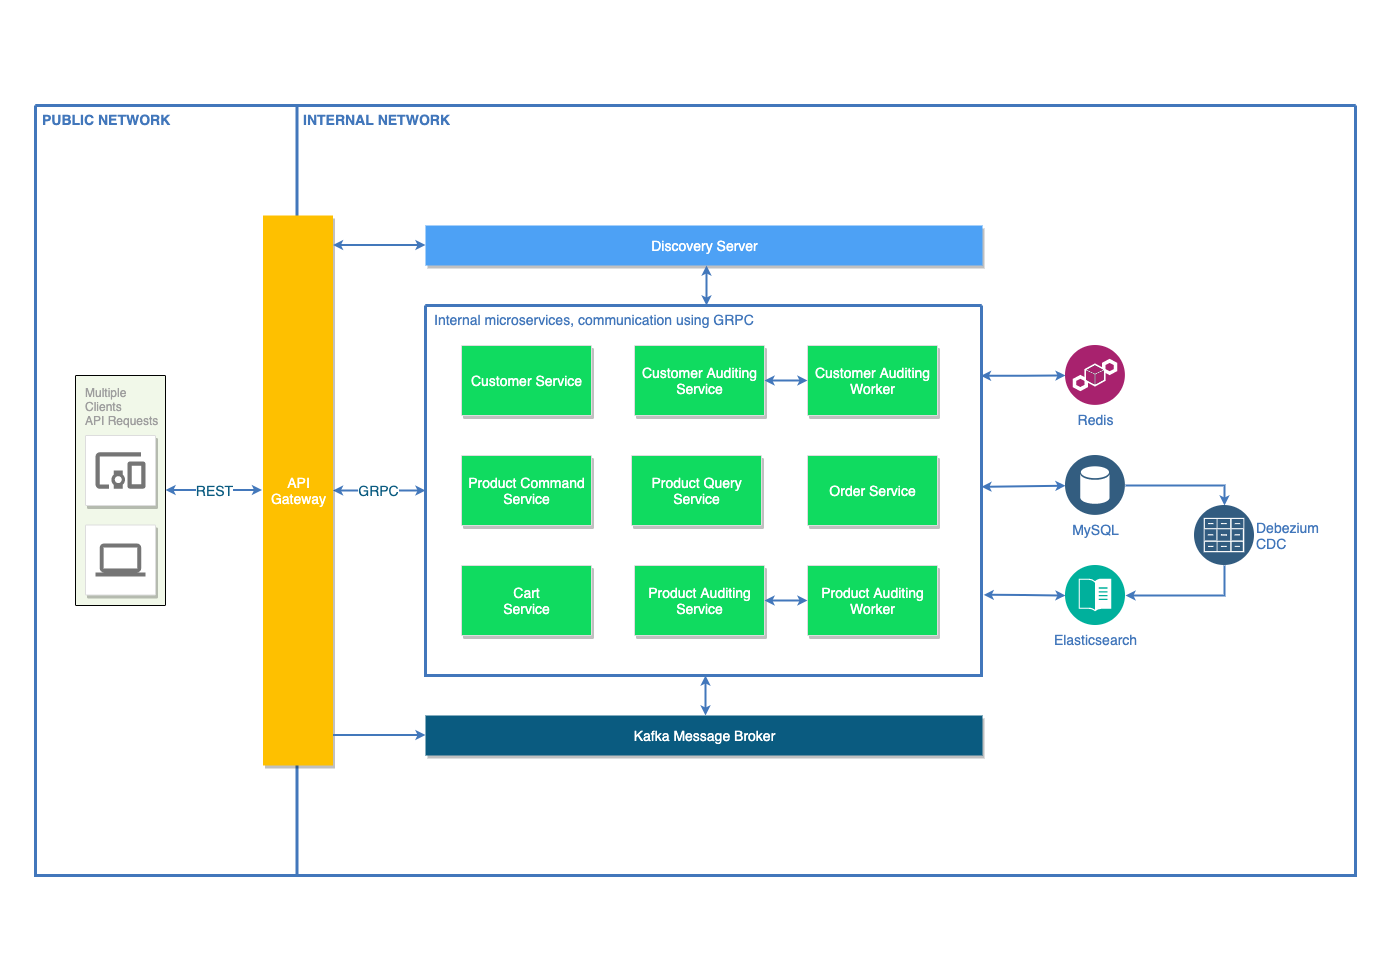 PUBLIC NETWORK
INTERNAL NETWORK
Discovery Server
Internal microservices, communication using GRPC
Customer Service
Customer Auditing
Service
Customer Auditing
Worker
Redis
Multiple
Clients
API Requests
REST
API
Gateway
GRPC
Product Command
Service
Product Query
Service
Order Service
MySQL
Debezium
CDC
Cart
Service
Product Auditing
Service
Product Auditing
Worker
Elasticsearch
Kafka Message Broker